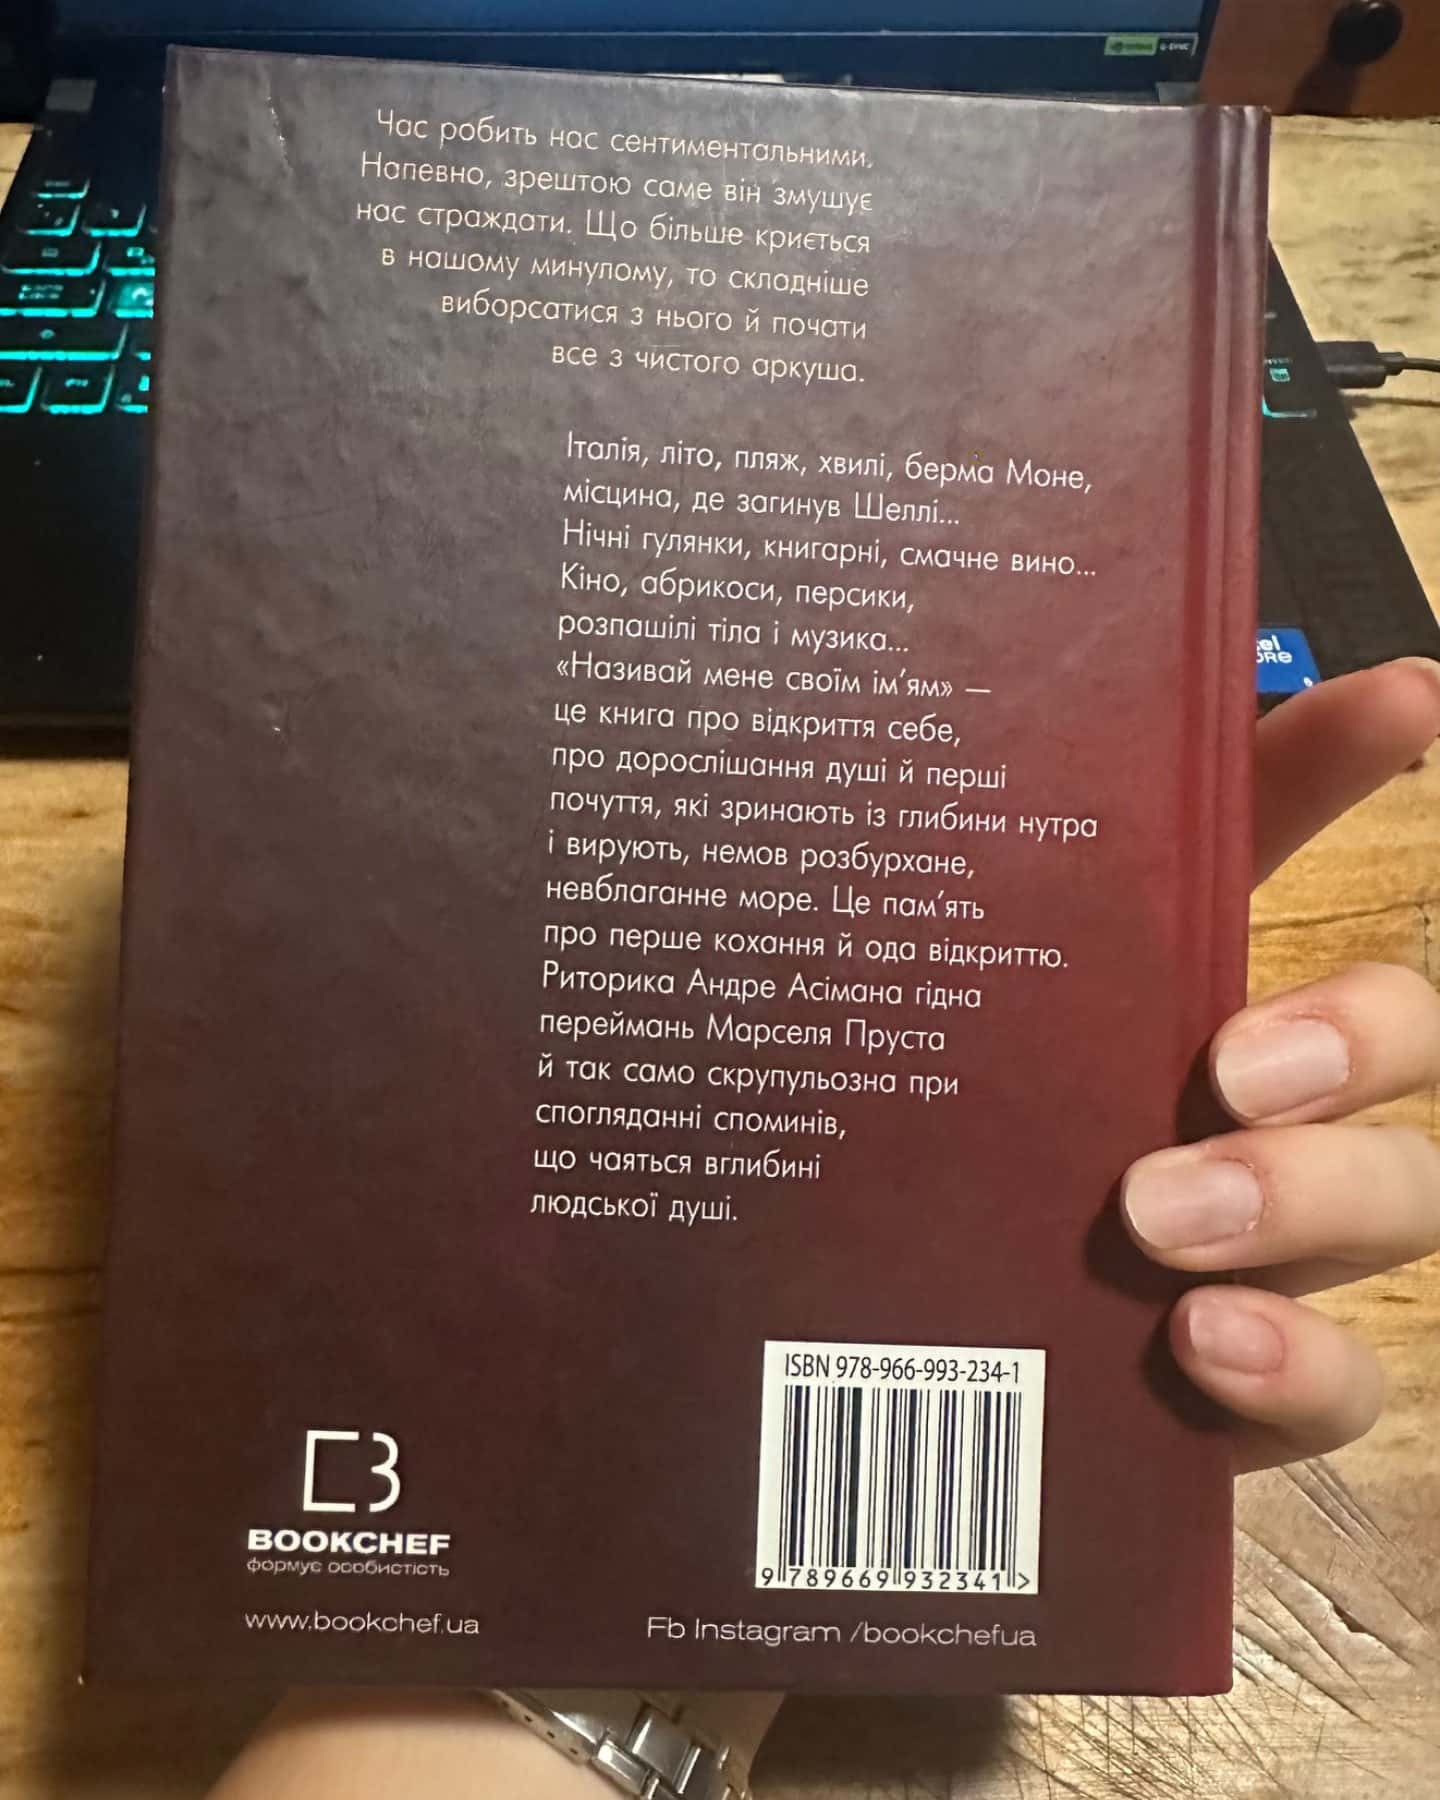 G-SYNC
Час робить нас сентиментальними.
Напевно, зрештою саме він змушує
нас страждати. Що більше криється
в нашому минулому, то складніше
виборсатися з нього й почати
все з чистого аркуша.
Італія, літо, пляж, хвилі, берма Моне,
місцина, де загинув Шеллі...
Нічні гулянки, книгарні, смачне вино...
Кіно, абрикоси, персики,
розпашілі тіла і музика...
«Називай мене своїм ім’ям» —
це книга про відкриття себе,
про дорослішання душі й перші
почуття, які зринають із глибини нутра
і вирують, немов розбурхане,
невблаганне море. Це пам’ять
про перше кохання й ода відкриттю.
Риторика Андре Асімана гідна
переймань Марселя Пруста
й так само скрупульозна при
спогляданні споминів,
що чаяться вглибині
людської душі.
ISBN 978-966-993-234-1
9 789669 932341 >
BOOKCHEF
формує особистість
www.bookchef.ua
Fb Instagram /bookchefua